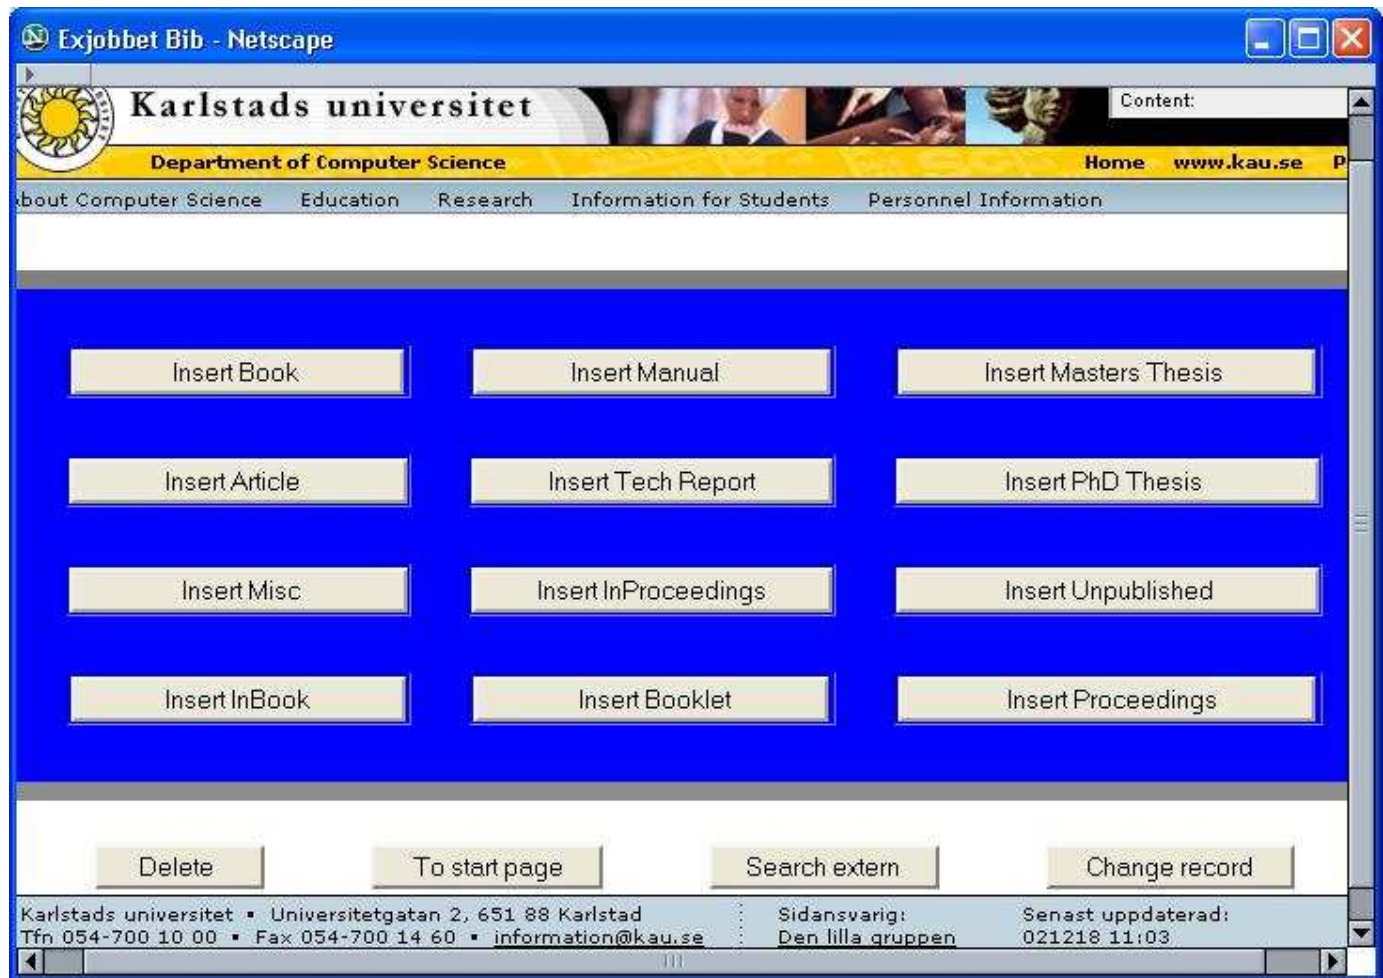 Exjobbet Bib - Netscape
Karlstads universitet
Content:
Department of Computer Science Home www.kau.se P
bout Computer Science Education Research Information for Students Personnel Information
Insert Book Insert Manual Insert Masters Thesis
Insert Article Insert Tech Report Insert PhD Thesis
Insert Misc Insert InProceedings Insert Unpublished
Insert InBook Insert Booklet Insert Proceedings
Delete To start page Search extern Change record
Karlstads universitet ▪ Universitetgatan 2, 651 88 Karlstad Sidansvarig: Senast uppdaterad:
Tfn 054-700 10 00 ▪ Fax 054-700 14 60 ▪ information@kau.se Den lilla gruppen 021218 11:03